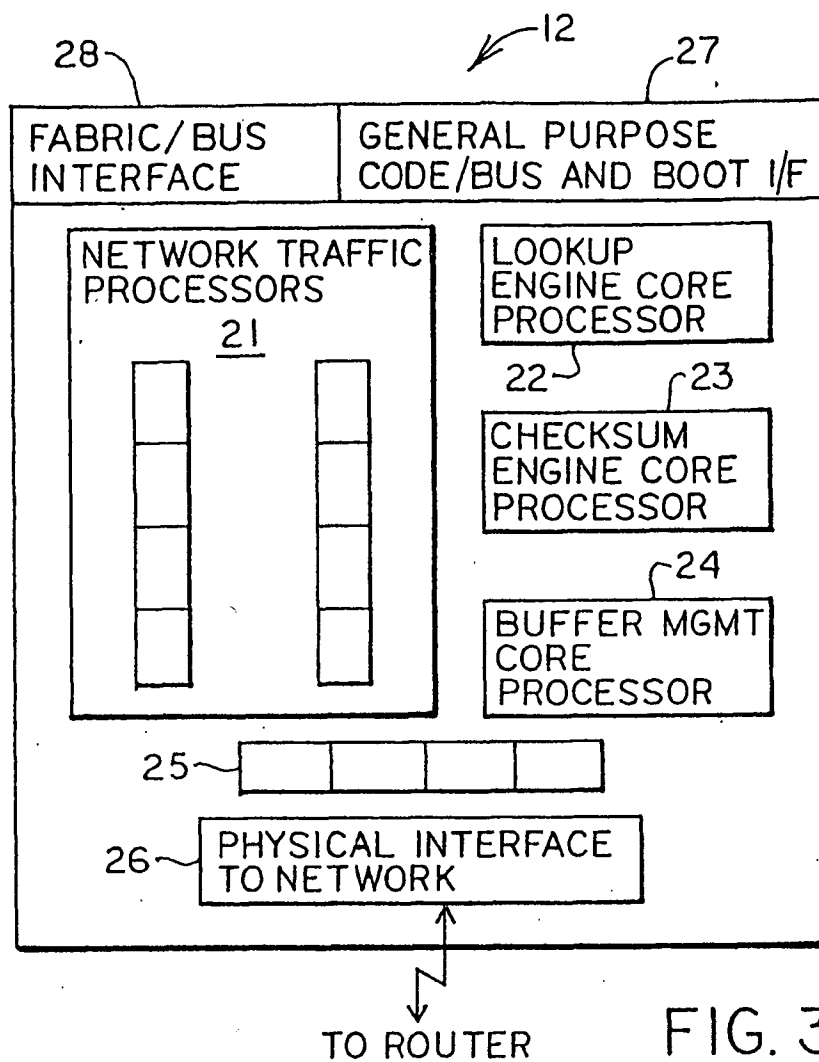 12
28
27
FABRIC/BUS
INTERFACE
GENERAL PURPOSE
CODE/BUS AND BOOT I/F
NETWORK TRAFFIC
PROCESSORS
21
LOOKUP
ENGINE CORE
PROCESSOR
22
23
CHECKSUM
ENGINE CORE
PROCESSOR
24
BUFFER MGMT
CORE
PROCESSOR
25
26
PHYSICAL INTERFACE
TO NETWORK
TO ROUTER
FIG. 3